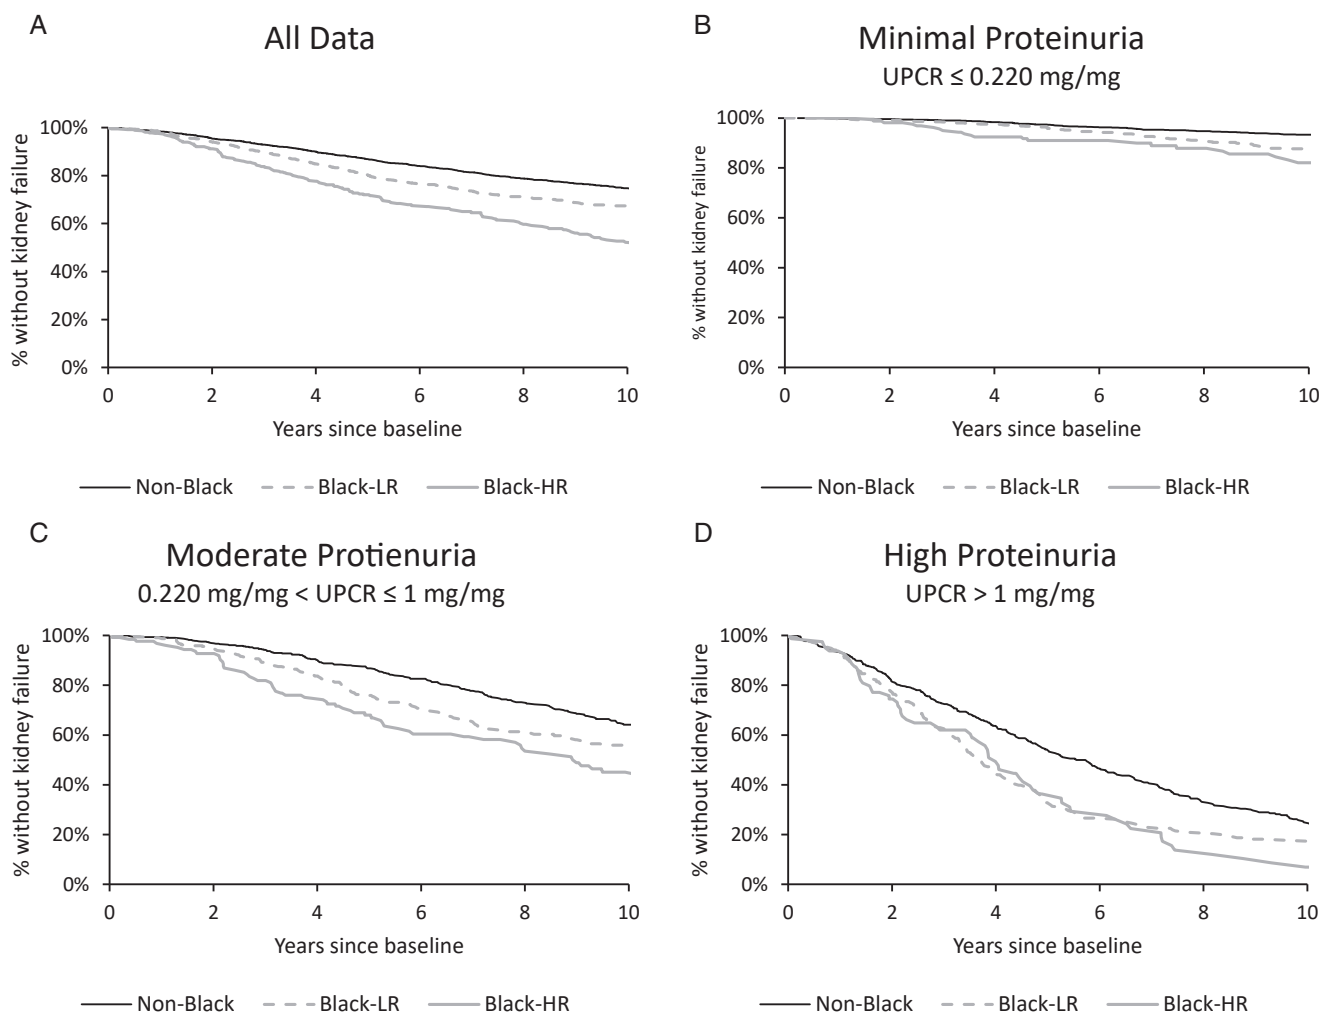 A
All Data
% without kidney failure
100%
80%
60%
40%
20%
0%
0 2 4 6 8 10
Years since baseline
Non-Black Black-LR Black-HR
B
Minimal Proteinuria
UPCR ≤ 0.220 mg/mg
% without kidney failure
100%
80%
60%
40%
20%
0%
0 2 4 6 8 10
Years since baseline
Non-Black Black-LR Black-HR
C
Moderate Protienuria
0.220 mg/mg < UPCR ≤ 1 mg/mg
% without kidney failure
100%
80%
60%
40%
20%
0%
0 2 4 6 8 10
Years since baseline
Non-Black Black-LR Black-HR
D
High Proteinuria
UPCR > 1 mg/mg
% without kidney failure
100%
80%
60%
40%
20%
0%
0 2 4 6 8 10
Years since baseline
Non-Black Black-LR Black-HR